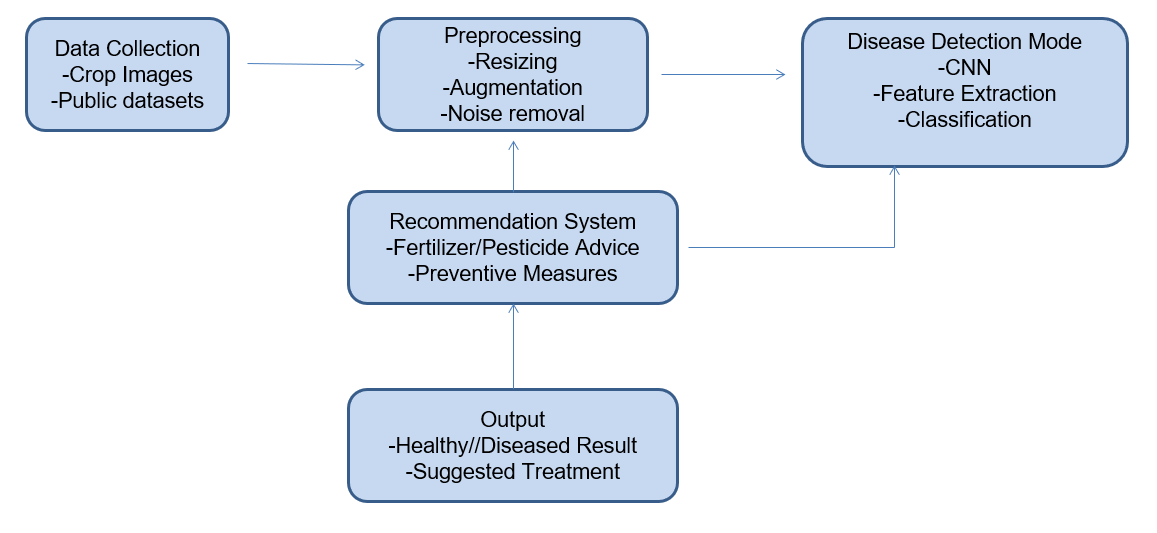 Data Collection
-Crop Images
-Public datasets
Preprocessing
-Resizing
-Augmentation
-Noise removal
Disease Detection Mode
-CNN
-Feature Extraction
-Classification
Recommendation System
-Fertilizer/Pesticide Advice
-Preventive Measures
Output
-Healthy//Diseased Result
-Suggested Treatment